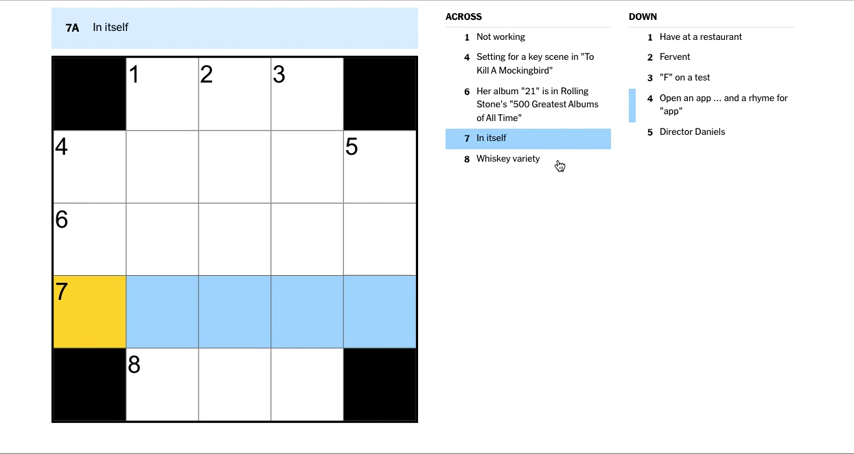 7A In itself
1 2 3
4 5
6
7
8
ACROSS
1 Not working
4 Setting for a key scene in "To
Kill A Mockingbird"
6 Her album "21" is in Rolling
Stone's "500 Greatest Albums
of All Time"
7 In itself
8 Whiskey variety
DOWN
1 Have at a restaurant
2 Fervent
3 "F" on a test
4 Open an app ... and a rhyme for
"app"
5 Director Daniels